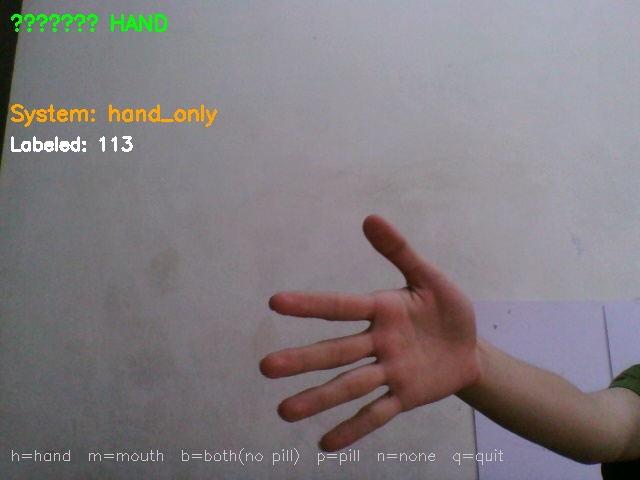 ??????? HAND
System: hand_only
Labeled: 113
h=hand m=mouth b=both(no pill) p=pill n=none q=quit